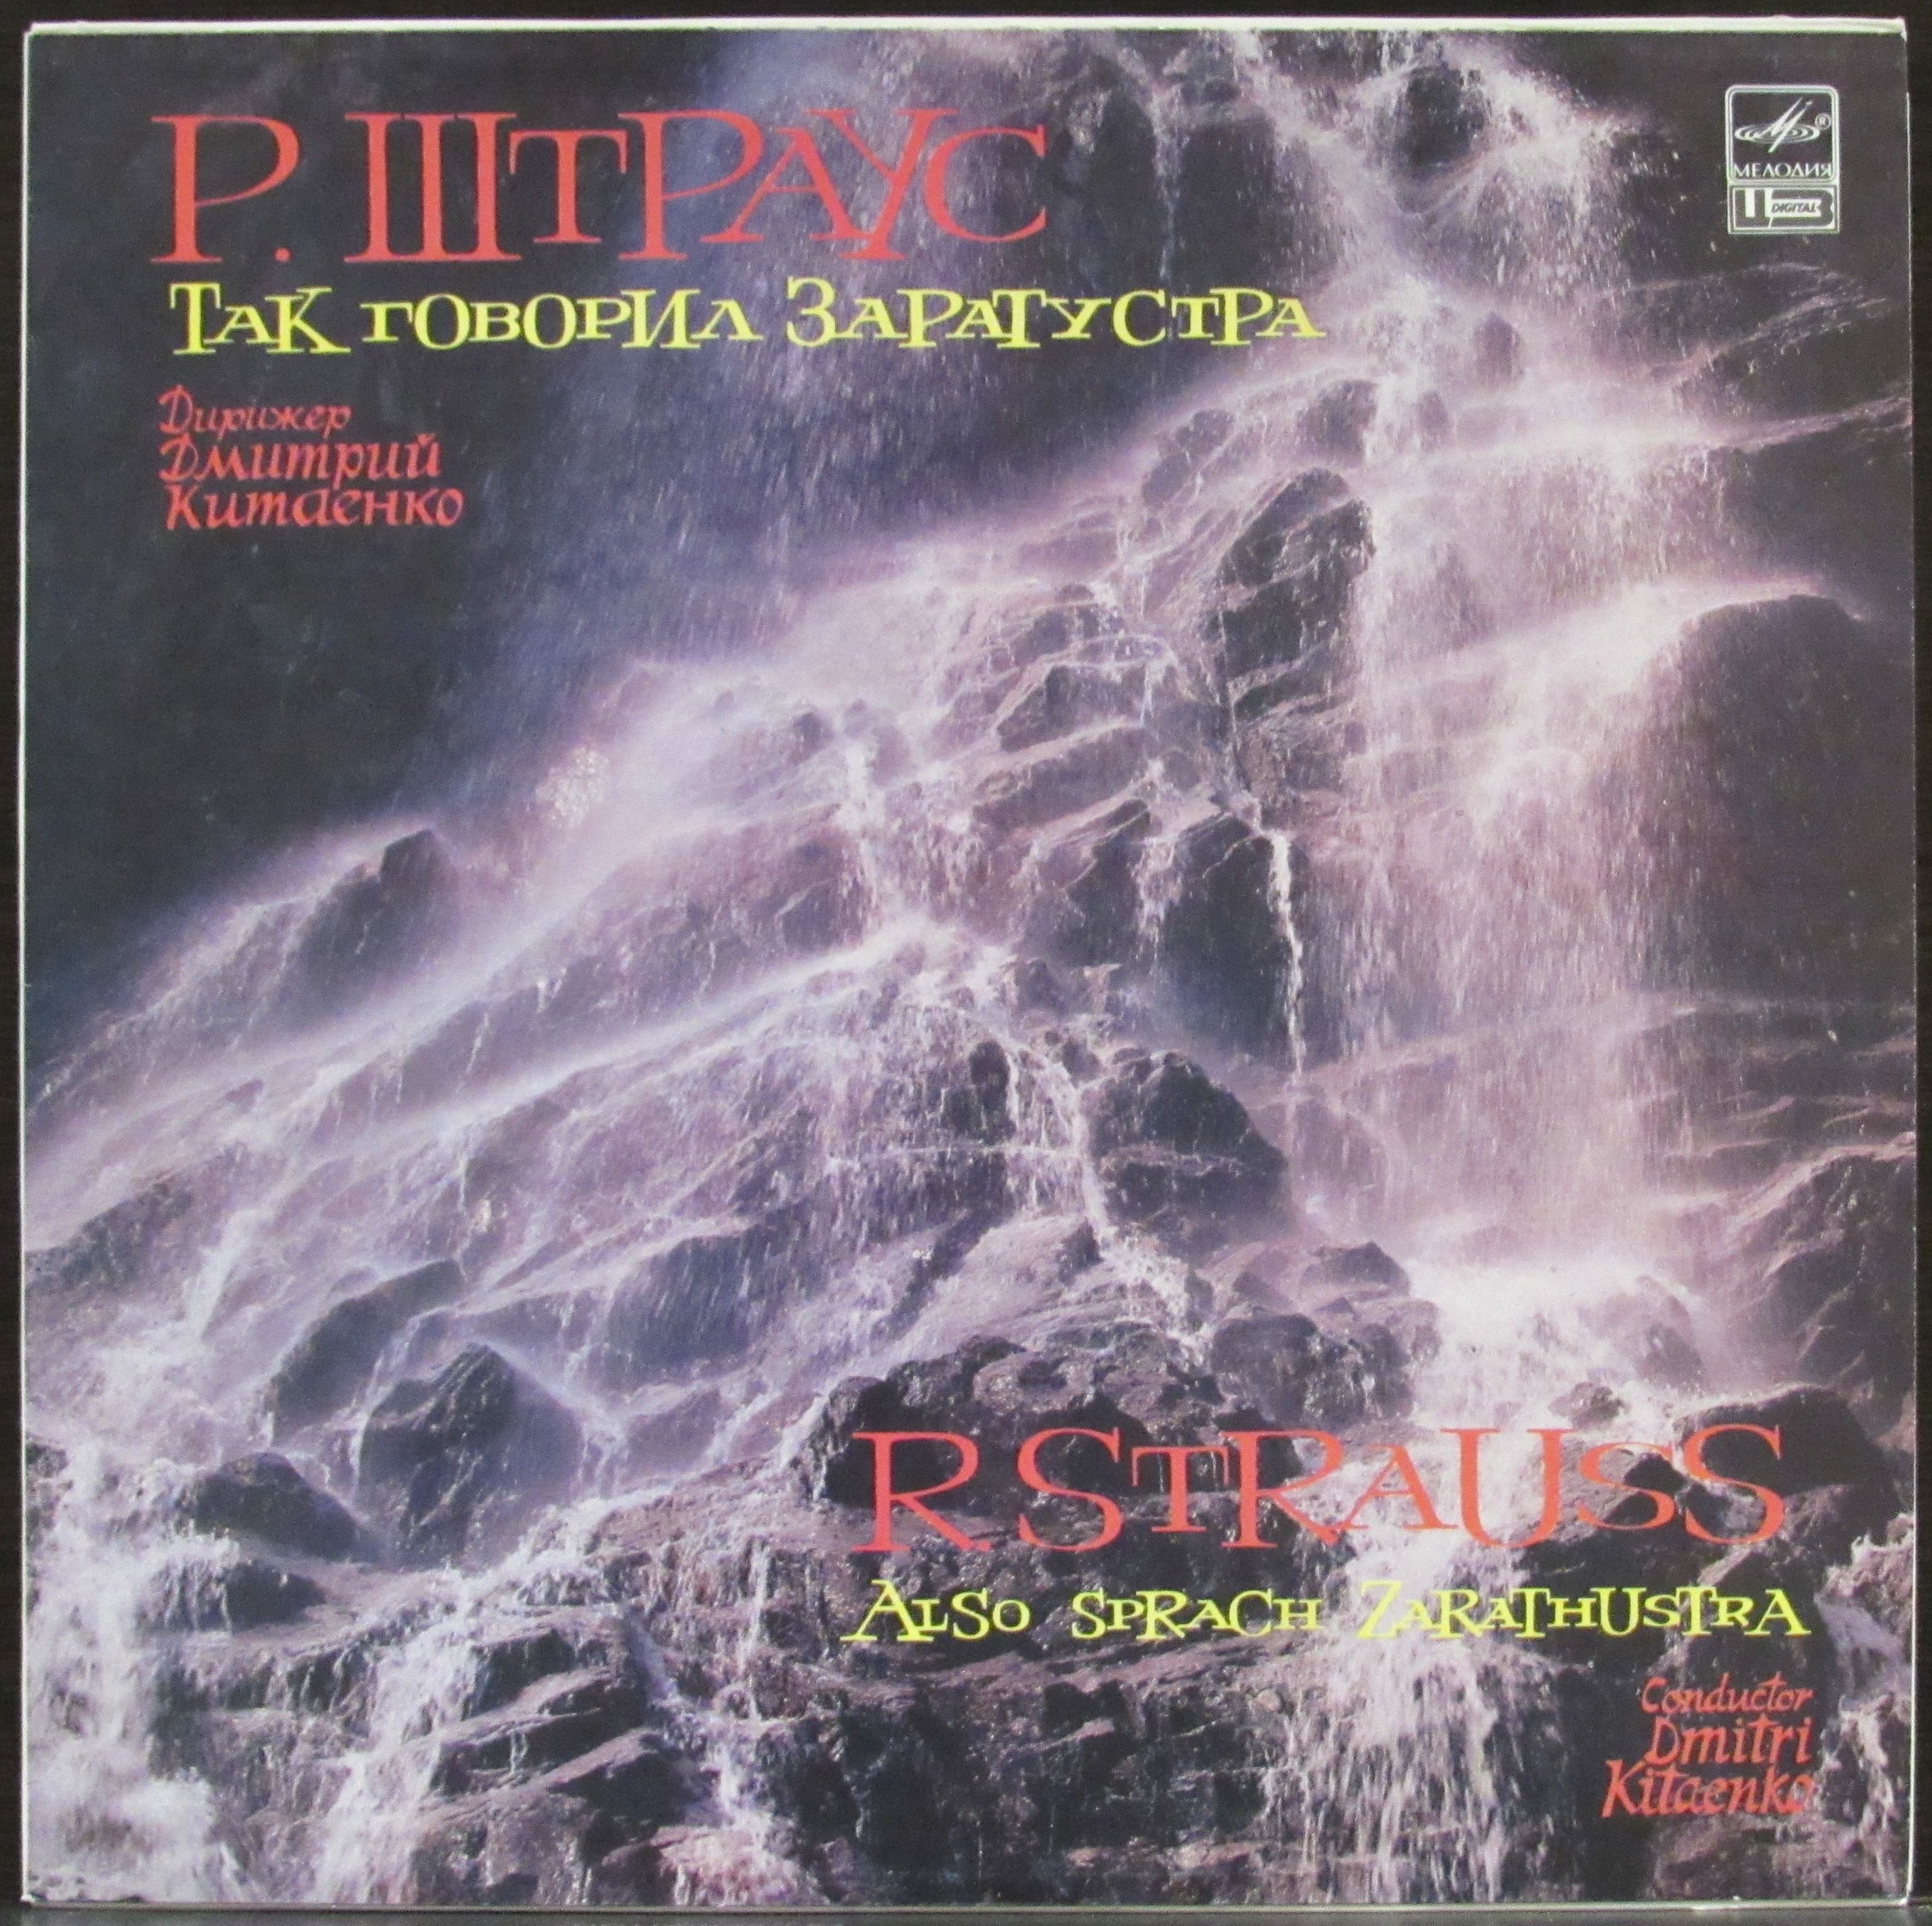 Р. ШТРАУС
ТАК ГОВОРИЛ ЗАРАТУСТРА
Дирижер
Дмитрий
Китаенко
МЕЛОДИЯ
DIGITAL
R. STRAUSS
ALSO SPRACH ZARATHUSTRA
Conductor
Dmitri
Kitaenko